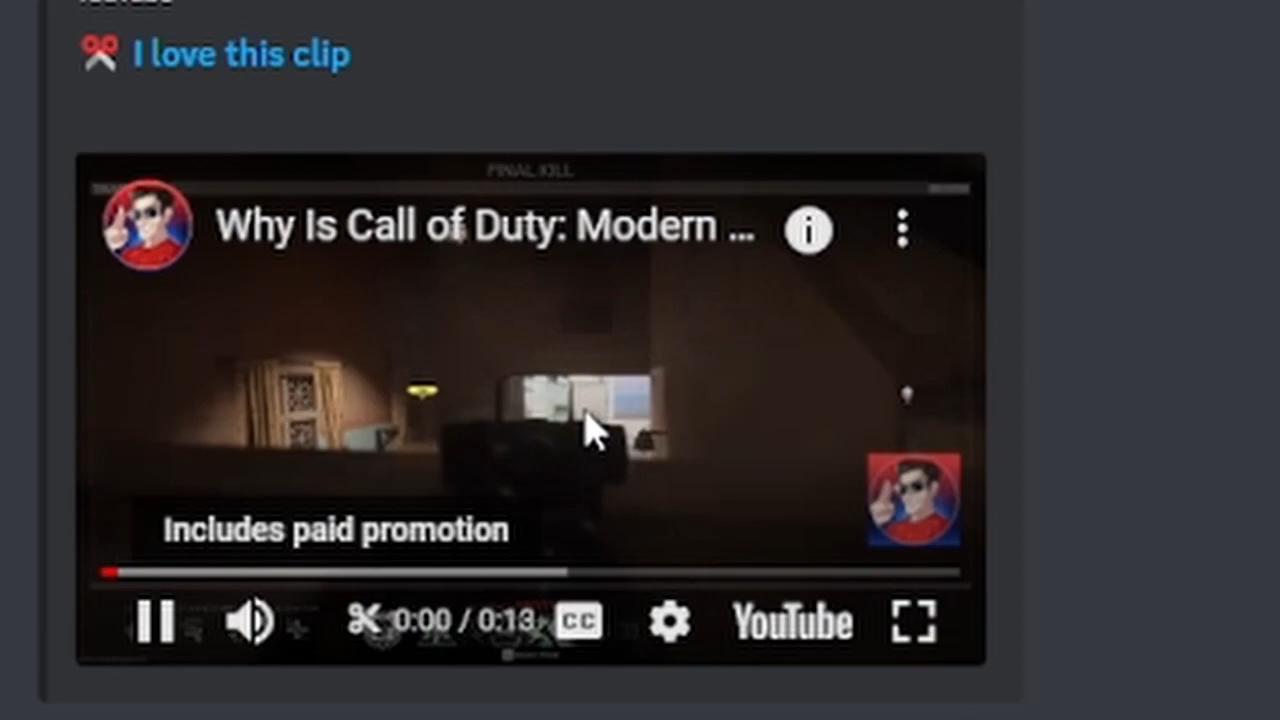 I love this clip
FINAL KILL
Why Is Call of Duty: Modern ...
Includes paid promotion
0:00 / 0:13
CC
YouTube